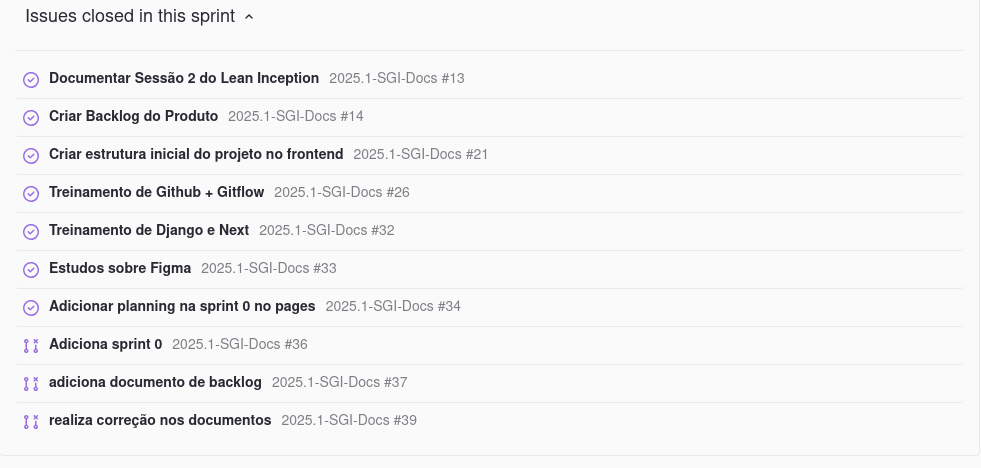 Issues closed in this sprint
Documentar Sessão 2 do Lean Inception 2025.1-SGI-Docs #13
Criar Backlog do Produto 2025.1-SGI-Docs #14
Criar estrutura inicial do projeto no frontend 2025.1-SGI-Docs #21
Treinamento de Github + Gitflow 2025.1-SGI-Docs #26
Treinamento de Django e Next 2025.1-SGI-Docs #32
Estudos sobre Figma 2025.1-SGI-Docs #33
Adicionar planning na sprint 0 no pages 2025.1-SGI-Docs #34
Adiciona sprint 0 2025.1-SGI-Docs #36
adiciona documento de backlog 2025.1-SGI-Docs #37
realiza correção nos documentos 2025.1-SGI-Docs #39